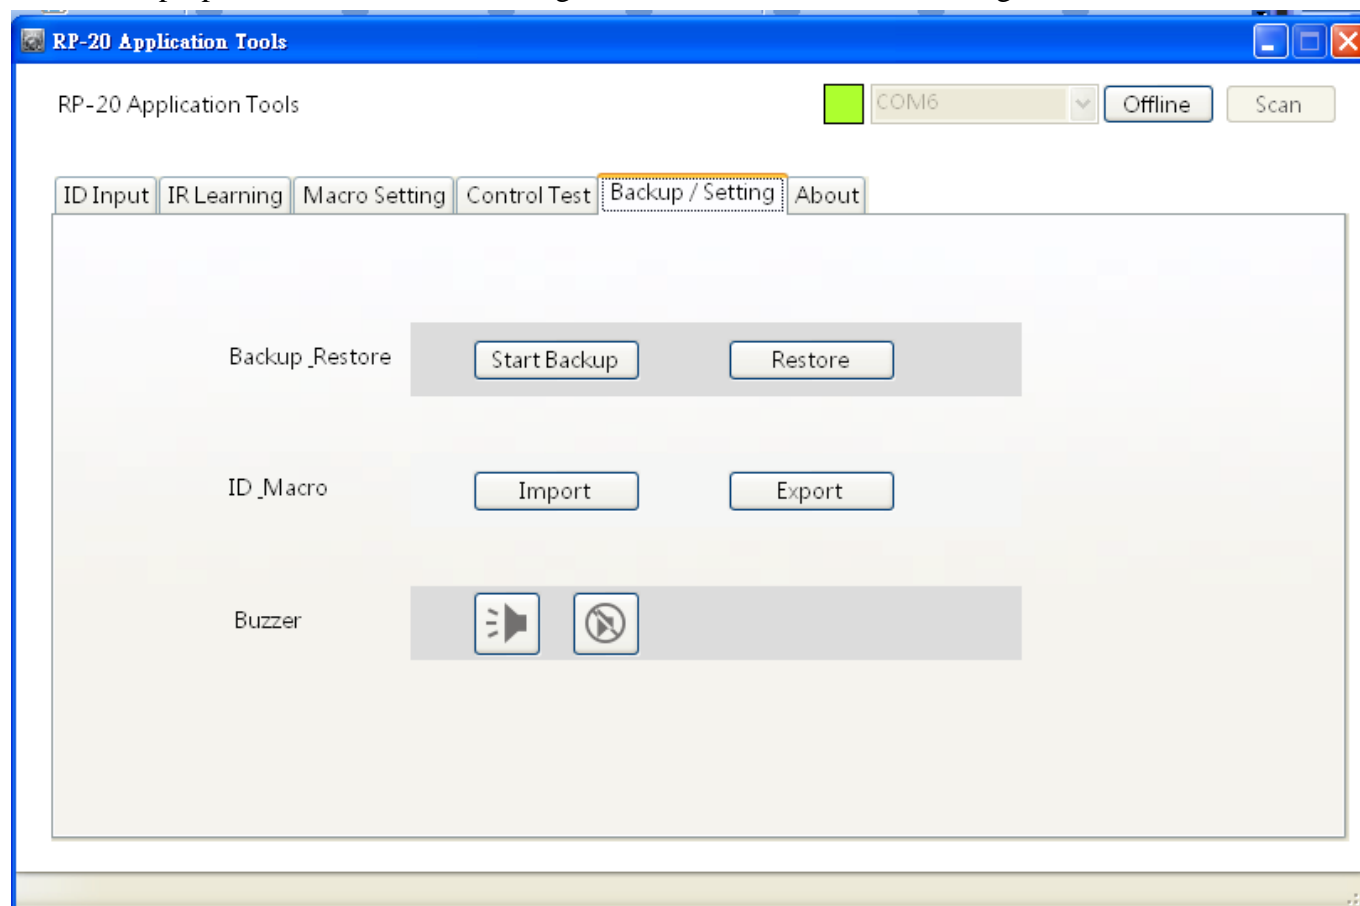 RP-20 Application Tools
RP-20 Application Tools COM6 Offline Scan
ID Input IR Learning Macro Setting Control Test Backup / Setting About
Backup_Restore Start Backup Restore
ID_Macro Import Export
Buzzer